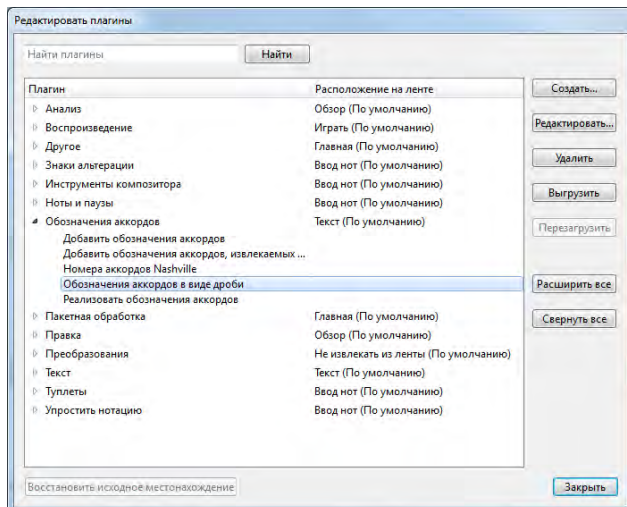 Редактировать плагины
Найти плагины Найти
Плагин Расположение на ленте Создать...
Анализ Обзор (По умолчанию)
Воспроизведение Играть (По умолчанию) Редактировать...
Другое Главная (По умолчанию)
Знаки альтерации Ввод нот (По умолчанию) Удалить
Инструменты композитора Ввод нот (По умолчанию)
Ноты и паузы Ввод нот (По умолчанию) Выгрузить
Обозначения аккордов Текст (По умолчанию) Перезагрузить
Добавить обозначения аккордов
Добавить обозначения аккордов, извлекаемых ...
Номера аккордов Nashville
Обозначения аккордов в виде дроби Расширить все
Реализовать обозначения аккордов
Пакетная обработка Главная (По умолчанию) Свернуть все
Правка Обзор (По умолчанию)
Преобразования Не извлекать из ленты (По умолчанию)
Текст Текст (По умолчанию)
Туплеты Ввод нот (По умолчанию)
Упростить нотацию Ввод нот (По умолчанию)
Восстановить исходное местонахождение Закрыть